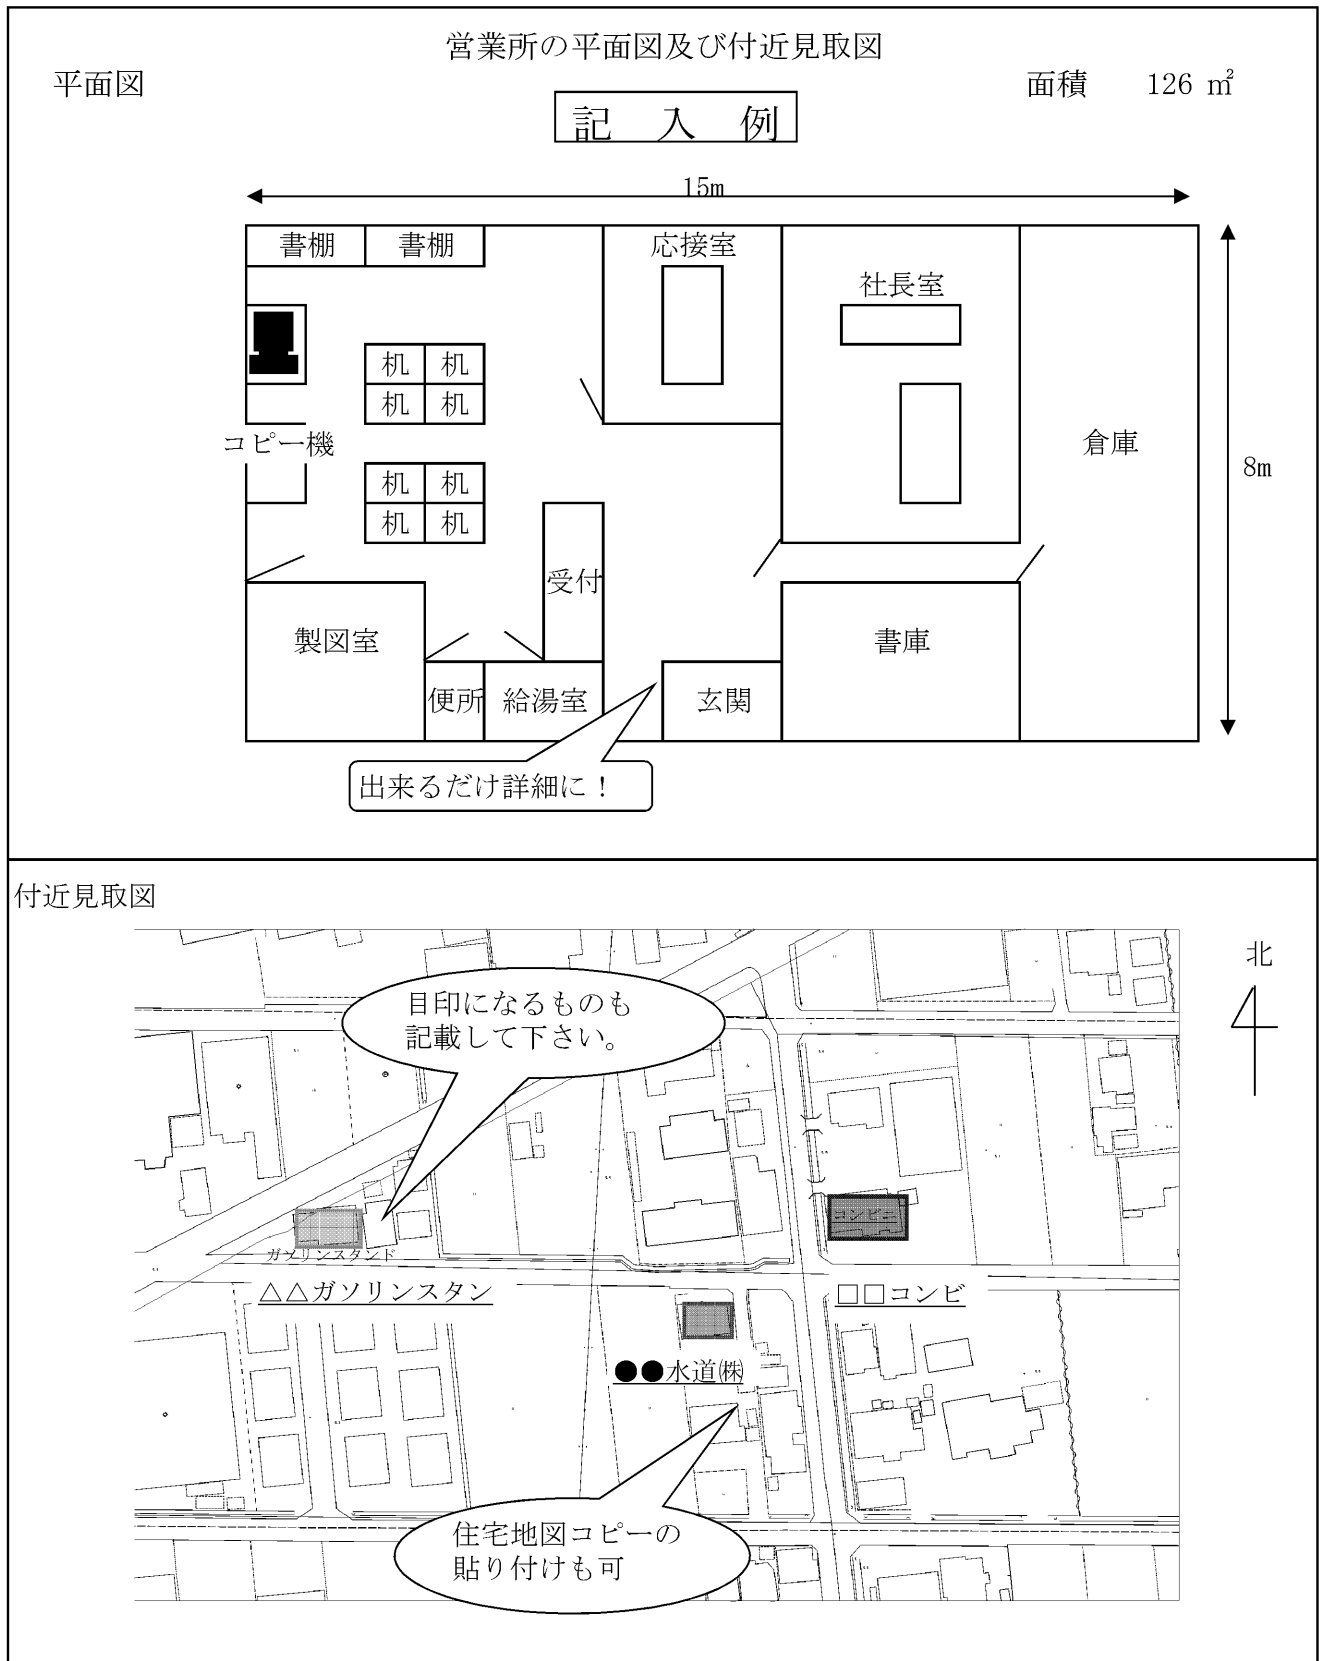 営業所の平面図及び付近見取図
平面図
面積 126 ㎡
記 入 例
15m
書棚 書棚 応接室
社長室
机 机
机 机
コピー機
倉庫
8m
机 机
机 机
受付
製図室
書庫
便所 給湯室 玄関
出来るだけ詳細に！
付近見取図
北
目印になるものも
記載して下さい。
コンビニ
ガソリンスタンド
△△ガソリンスタン
□□コンビ
●●水道㈱
住宅地図コピーの
貼り付けも可